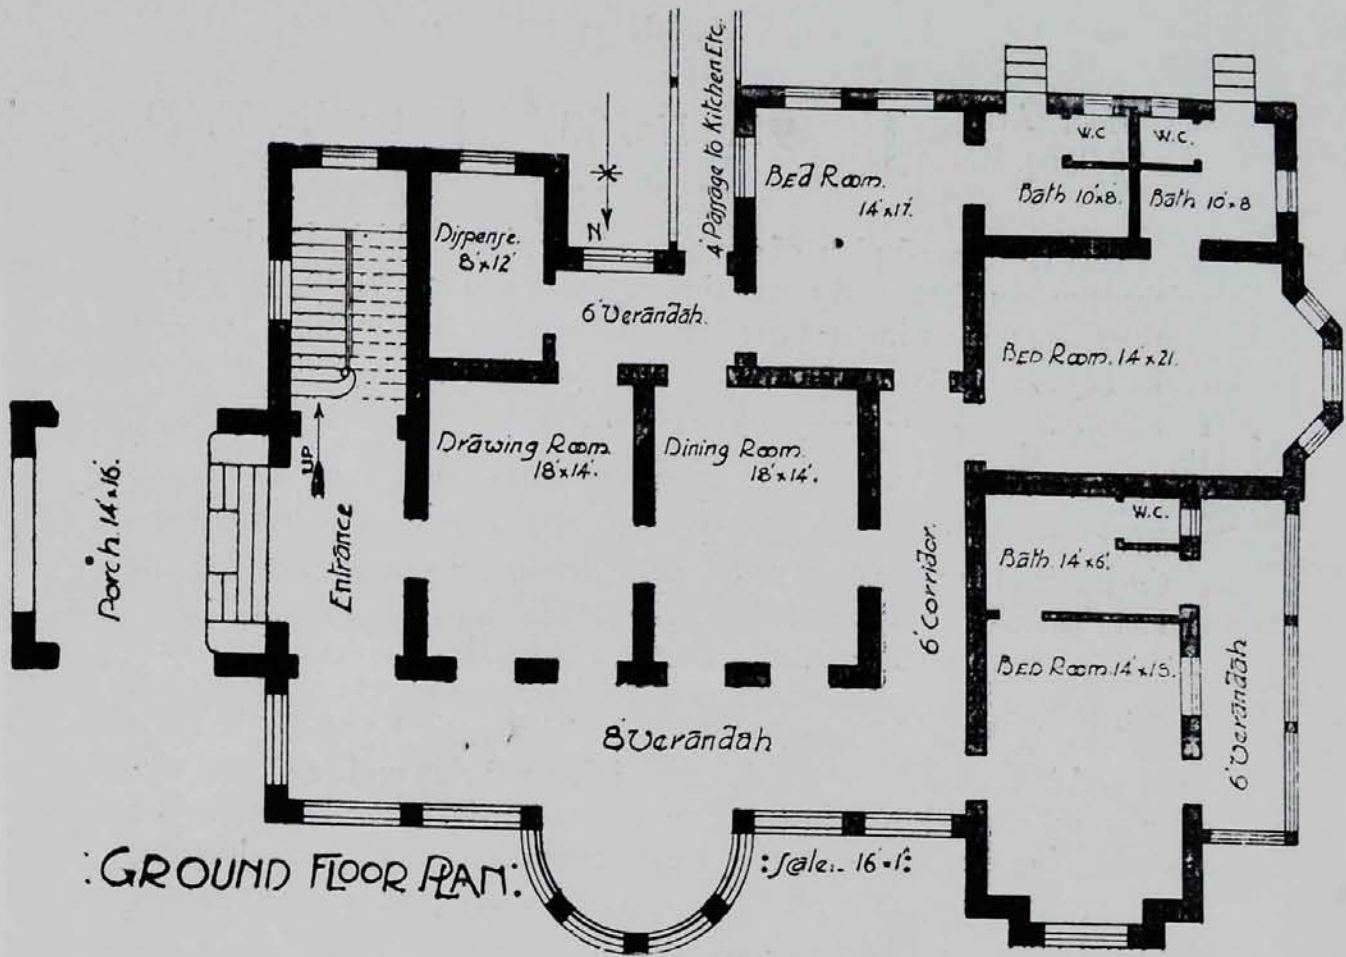 4' Passage to Kitchen Etc.
W.C
W.C.
BED ROOM.
14'x17'.
Bath 10'x8'.
Bath 10'x8
Dispense.
8'x12'
N
6' Verandah.
BED ROOM. 14'x21'.
Drawing Room
18'x14'.
Dining Room.
18'x14'.
UP
Porch. 14'x16'.
Entrance
W.C.
Bath. 14'x6'.
6' Corridor.
BED ROOM. 14'x15'.
6' Verandah
8' Verandah
:GROUND FLOOR PLAN:
:Scale:- 16'=1":